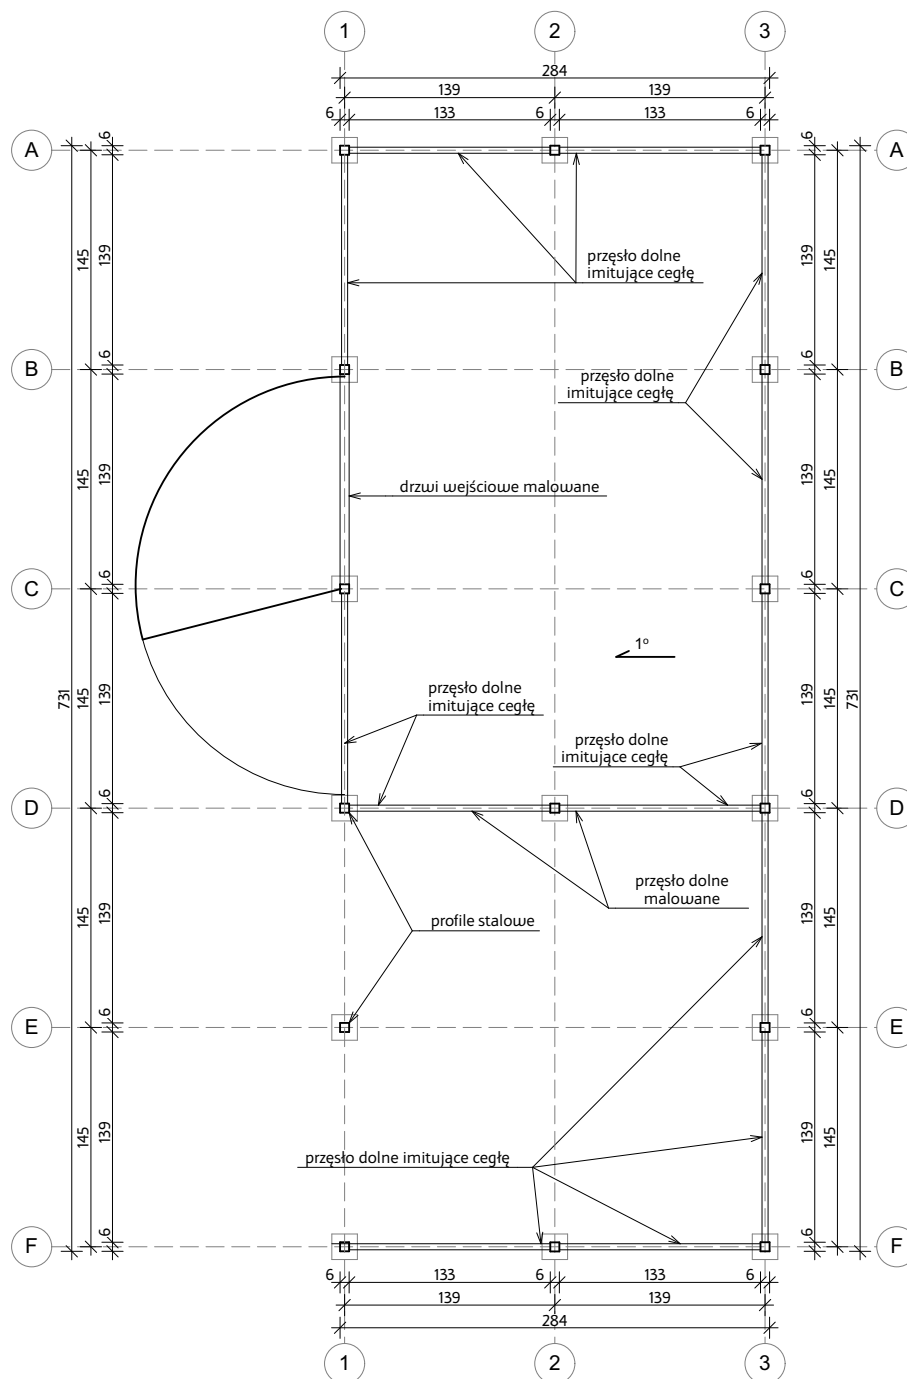 1 2 3
284
139 139
6 133 6 133 6
A A
6 6
145 139 139 145
przęsło dolne
imitujące cegłę
6 6
B B
przęsło dolne
imitujące cegłę
145 139 139 145
drzwi wejściowe malowane
6 6
C C
1°
731 145 139 139 145 731
przęsło dolne
imitujące cegłę
przęsło dolne
imitujące cegłę
6 6
D D
przęsło dolne
malowane
145 139 139 145
profile stalowe
6 6
E E
145 139 139 145
przęsło dolne imitujące cegłę
6 6
F F
6 133 6 133 6
139 139
284
1 2 3